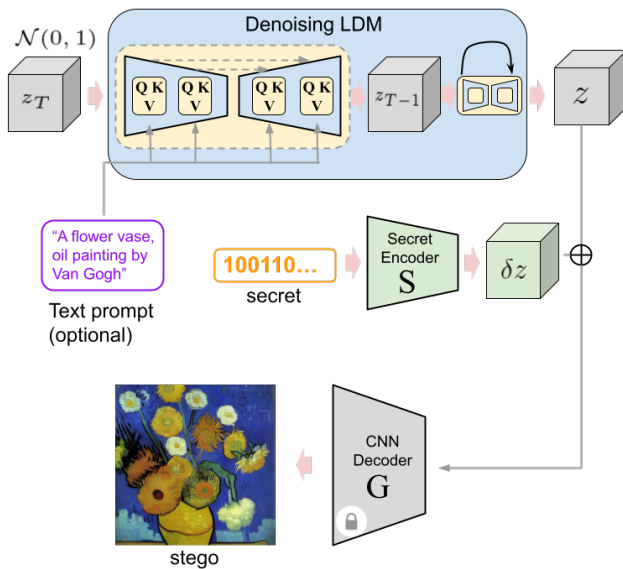 Denoising LDM
𝒩(0, 1)
z_T
Q K
V
Q K
V
Q K
V
Q K
V
z_{T−1}
z
“A flower vase,
oil painting by
Van Gogh”
Text prompt
(optional)
100110...
secret
Secret
Encoder
S
δz
CNN
Decoder
G
stego